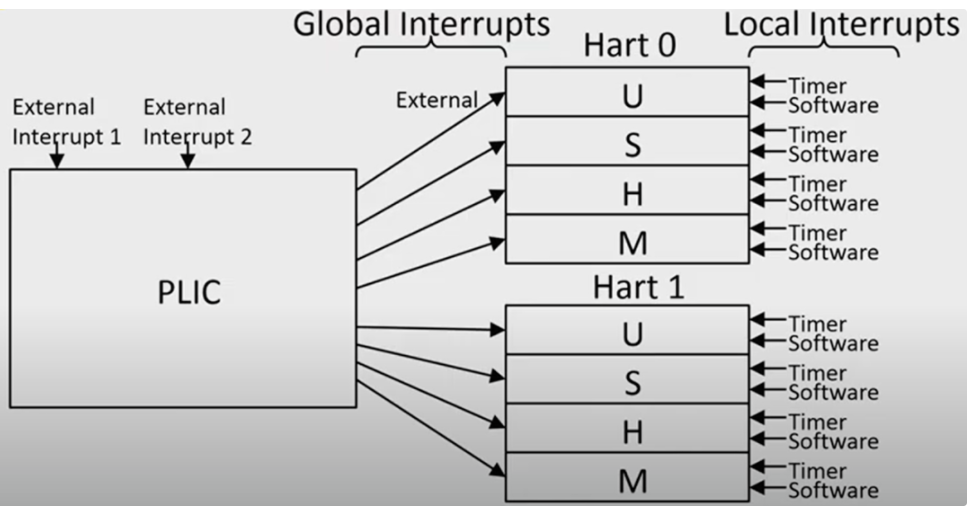 Global Interrupts
Local Interrupts
Hart 0
External
Interrupt 1
External
Interrupt 2
External
PLIC
U
Timer
Software
S
Timer
Software
H
Timer
Software
M
Timer
Software
Hart 1
U
Timer
Software
S
Timer
Software
H
Timer
Software
M
Timer
Software